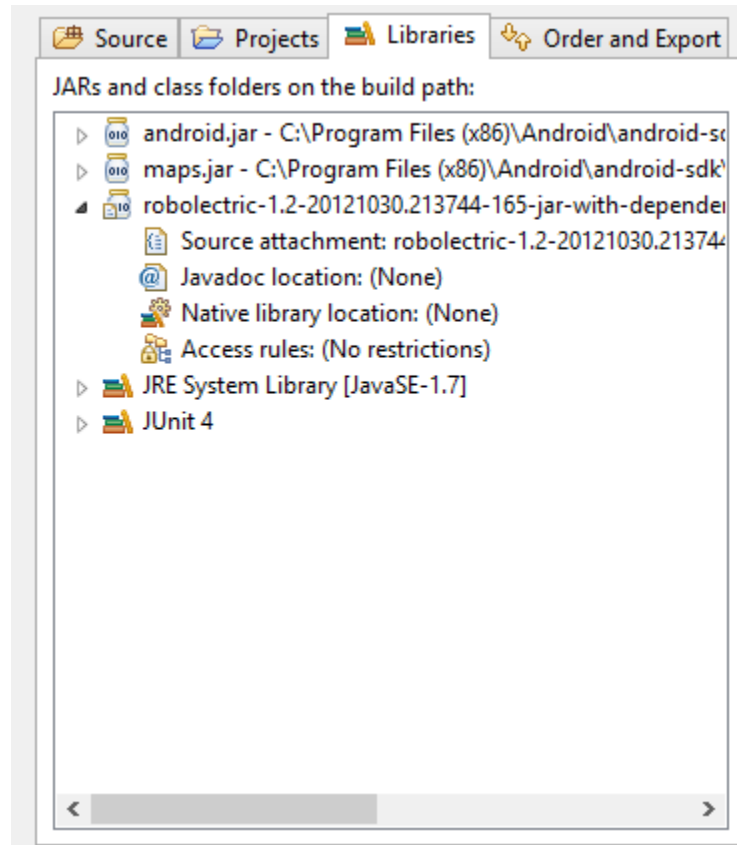 Source Projects Libraries Order and Export
JARs and class folders on the build path:
android.jar - C:\Program Files (x86)\Android\android-sc
maps.jar - C:\Program Files (x86)\Android\android-sdk\
robolectric-1.2-20121030.213744-165-jar-with-depender
Source attachment: robolectric-1.2-20121030.213744
Javadoc location: (None)
Native library location: (None)
Access rules: (No restrictions)
JRE System Library [JavaSE-1.7]
JUnit 4